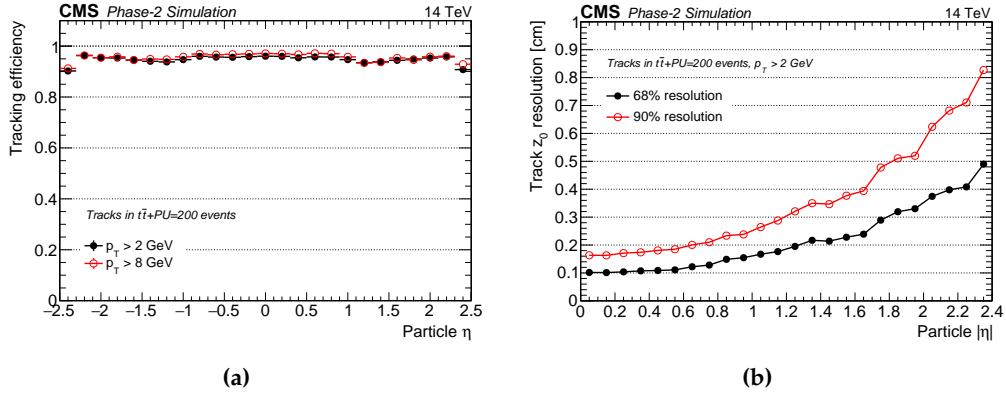 CMS Phase-2 Simulation 14 TeV
Tracking efficiency
1
0.8
0.6
0.4
0.2
0
Tracks in tt̄+PU=200 events
p_T > 2 GeV
p_T > 8 GeV
−2.5 −2 −1.5 −1 −0.5 0 0.5 1 1.5 2 2.5
Particle η
(a)
CMS Phase-2 Simulation 14 TeV
Track z_0 resolution [cm]
1
0.9
0.8
0.7
0.6
0.5
0.4
0.3
0.2
0.1
0
Tracks in tt̄+PU=200 events, p_T > 2 GeV
68% resolution
90% resolution
0 0.2 0.4 0.6 0.8 1 1.2 1.4 1.6 1.8 2 2.2 2.4
Particle |η|
(b)